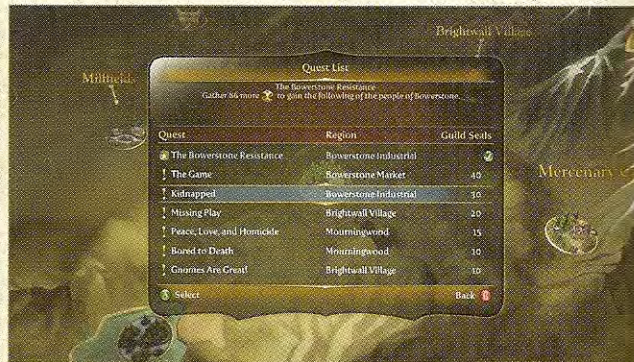 Brightwall Village
Millfields
Quest List
The Bowerstone Resistance
Gather 86 more to gain the following of the people of Bowerstone.
Quest Region Guild Seals
The Bowerstone Resistance Bowerstone Industrial
! The Game Bowerstone Market 40
Mercenary
! Kidnapped Bowerstone Industrial 30
! Missing Play Brightwall Village 20
! Peace, Love, and Homicide Mourningwood 15
! Bored to Death Mourningwood 10
! Gnomes Are Great! Brightwall Village 10
A Select Back B